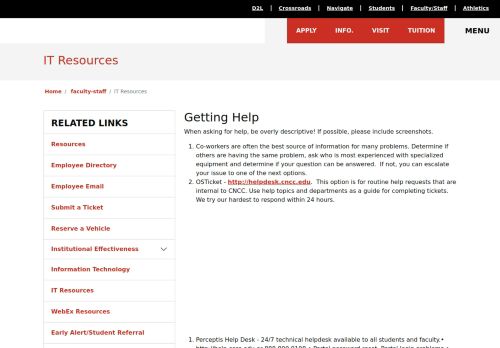 D2L | Crossroads | Navigate | Students | Faculty/Staff | Athletics
APPLY INFO. VISIT TUITION MENU
IT Resources
Home / faculty-staff / IT Resources
RELATED LINKS
Resources
Employee Directory
Employee Email
Submit a Ticket
Reserve a Vehicle
Institutional Effectiveness
Information Technology
IT Resources
WebEx Resources
Early Alert/Student Referral
Getting Help
When asking for help, be overly descriptive! If possible, please include screenshots.
1. Co-workers are often the best source of information for many problems. Determine if
others are having the same problem, ask who is most experienced with specialized
equipment and determine if your question can be answered.  If not, you can escalate
your issue to one of the next options.
2. OSTicket - http://helpdesk.cncc.edu.  This option is for routine help requests that are
internal to CNCC. Use help topics and departments as a guide for completing tickets.
We try our hardest to respond within 24 hours.
1. Perceptis Help Desk - 24/7 technical helpdesk available to all students and faculty.•